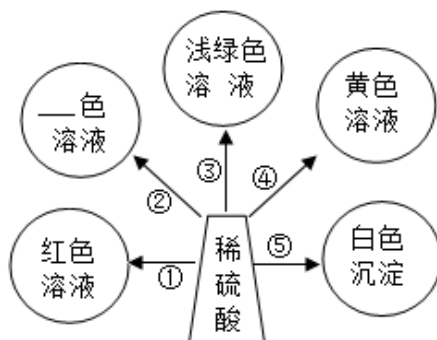 浅绿色
溶 液
___色
溶液
黄色
溶液
③
②
④
红色
溶液
①
稀
硫
酸
⑤
白色
沉淀